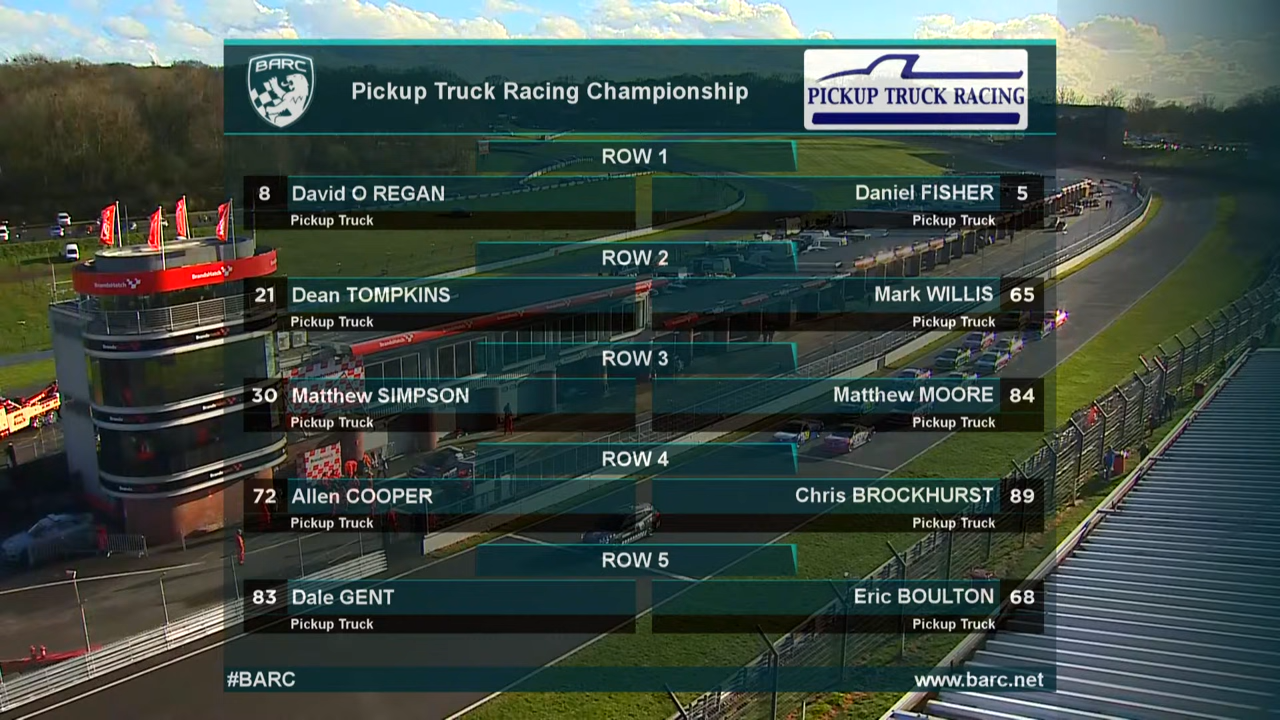 BARC
Pickup Truck Racing Championship
PICKUP TRUCK RACING
ROW 1
8 David O REGAN
Pickup Truck
Daniel FISHER 5
Pickup Truck
ROW 2
21 Dean TOMPKINS
Pickup Truck
Mark WILLIS 65
Pickup Truck
ROW 3
30 Matthew SIMPSON
Pickup Truck
Matthew MOORE 84
Pickup Truck
ROW 4
72 Allen COOPER
Pickup Truck
Chris BROCKHURST 89
Pickup Truck
ROW 5
83 Dale GENT
Pickup Truck
Eric BOULTON 68
Pickup Truck
#BARC
www.barc.net
BrandsHatch
BrandsHatch
BrandsHatch